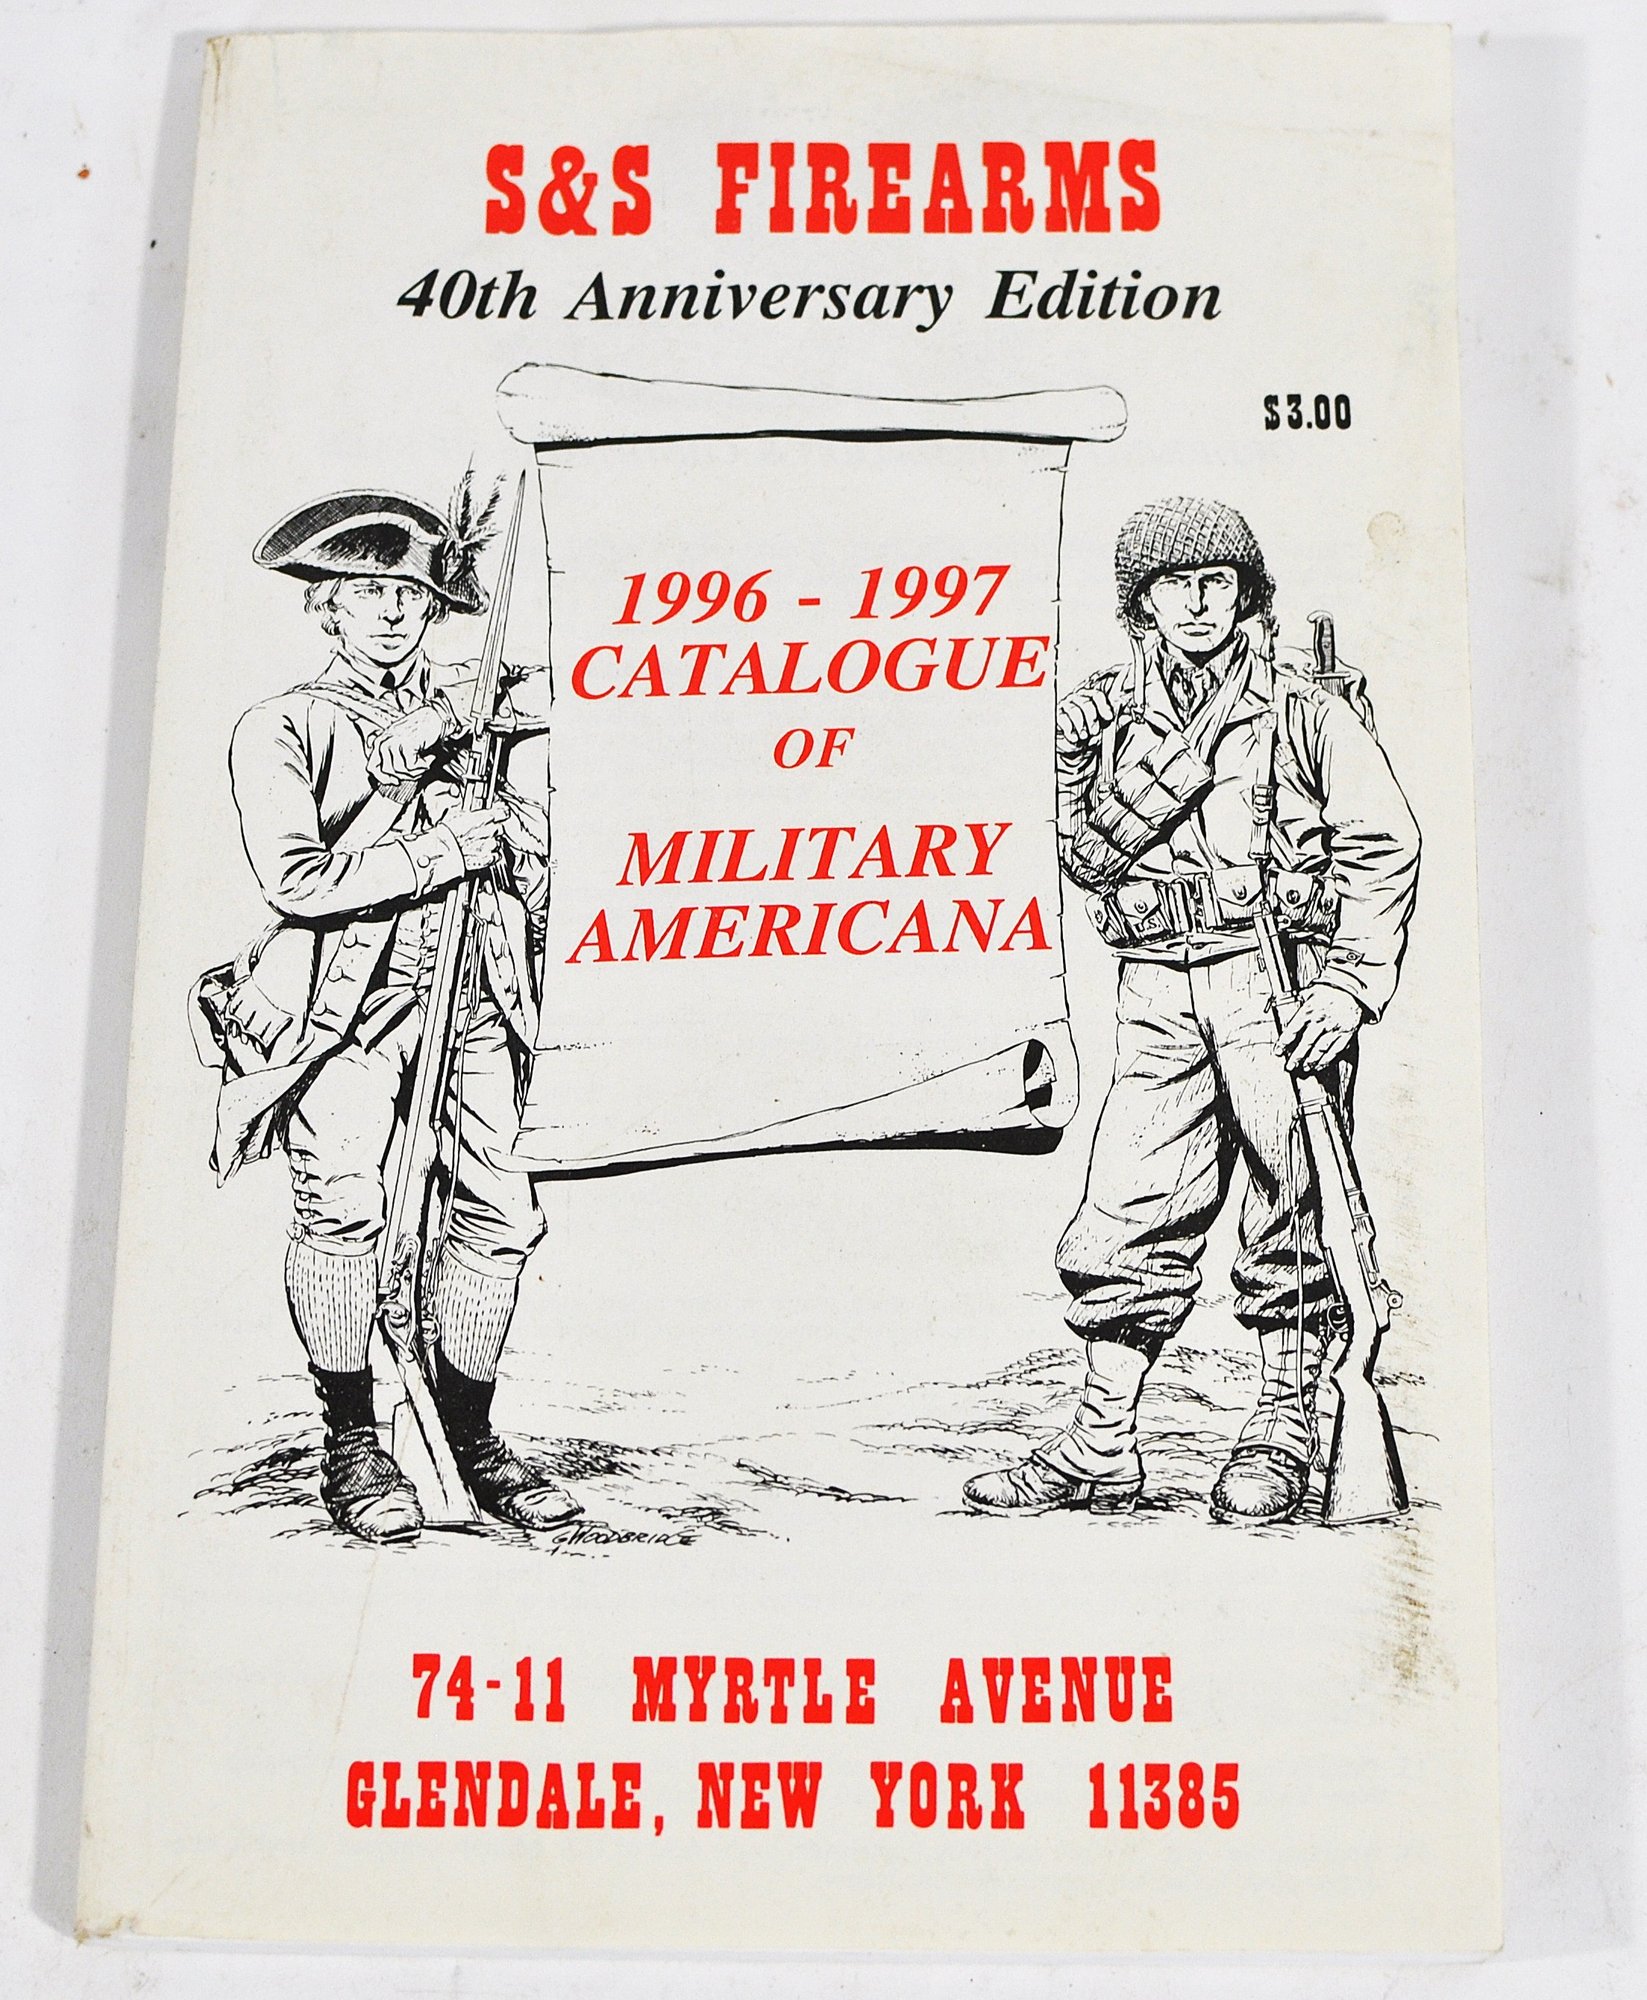 S&S FIREARMS
40th Anniversary Edition
$3.00
1996 - 1997
CATALOGUE
OF
MILITARY
AMERICANA
U.S.
GWOODBRIDGE
74-11 MYRTLE AVENUE
GLENDALE, NEW YORK 11385